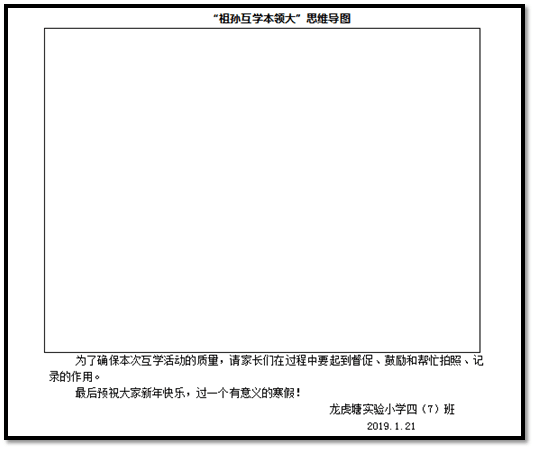 “祖孙互学本领大”思维导图
为了确保本次互学活动的质量，请家长们在过程中要起到督促、鼓励和帮忙拍照、记
录的作用。
最后预祝大家新年快乐，过一个有意义的寒假！
龙虎塘实验小学四（7）班
2019.1.21